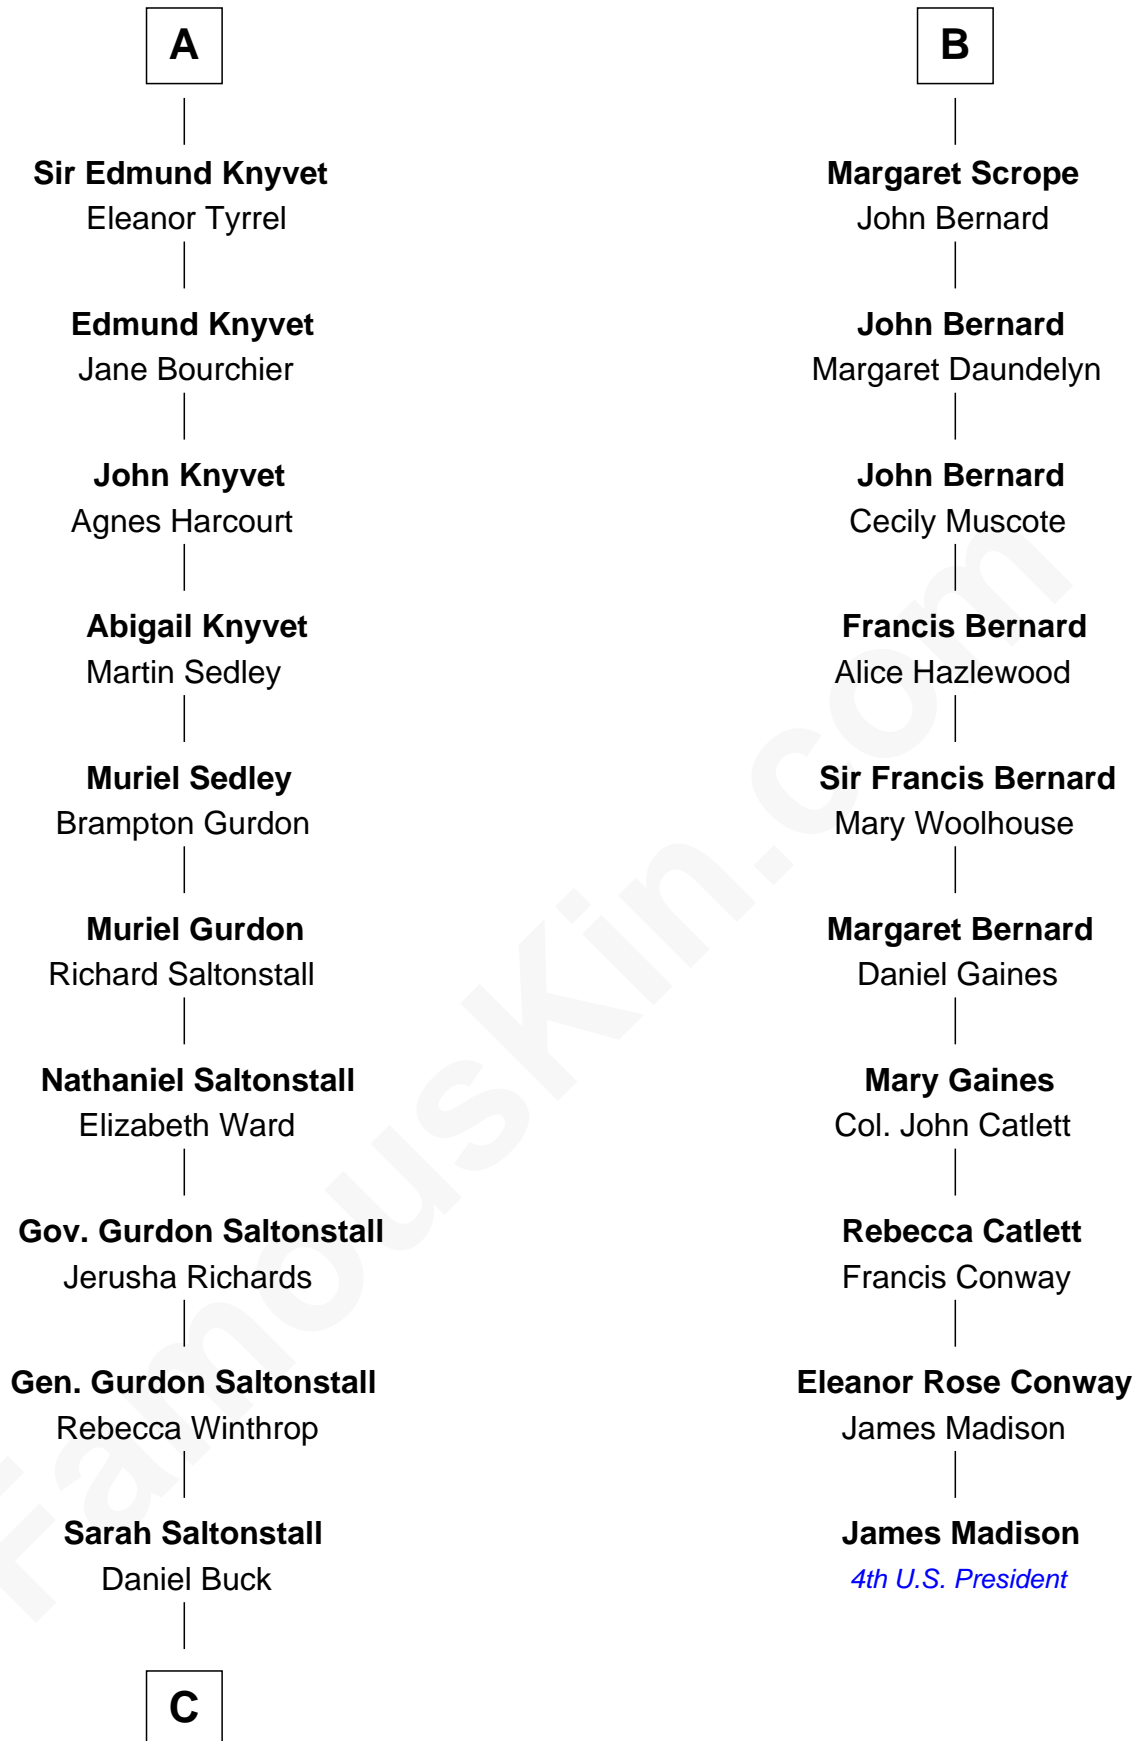 A
Sir Edmund Knyvet
Eleanor Tyrrel
Edmund Knyvet
Jane Bourchier
John Knyvet
Agnes Harcourt
Abigail Knyvet
Martin Sedley
Muriel Sedley
Brampton Gurdon
Muriel Gurdon
Richard Saltonstall
Nathaniel Saltonstall
Elizabeth Ward
Gov. Gurdon Saltonstall
Jerusha Richards
Gen. Gurdon Saltonstall
Rebecca Winthrop
Sarah Saltonstall
Daniel Buck
C
B
Margaret Scrope
John Bernard
John Bernard
Margaret Daundelyn
John Bernard
Cecily Muscote
Francis Bernard
Alice Hazlewood
Sir Francis Bernard
Mary Woolhouse
Margaret Bernard
Daniel Gaines
Mary Gaines
Col. John Catlett
Rebecca Catlett
Francis Conway
Eleanor Rose Conway
James Madison
James Madison
4th U.S. President
FamousKin.com